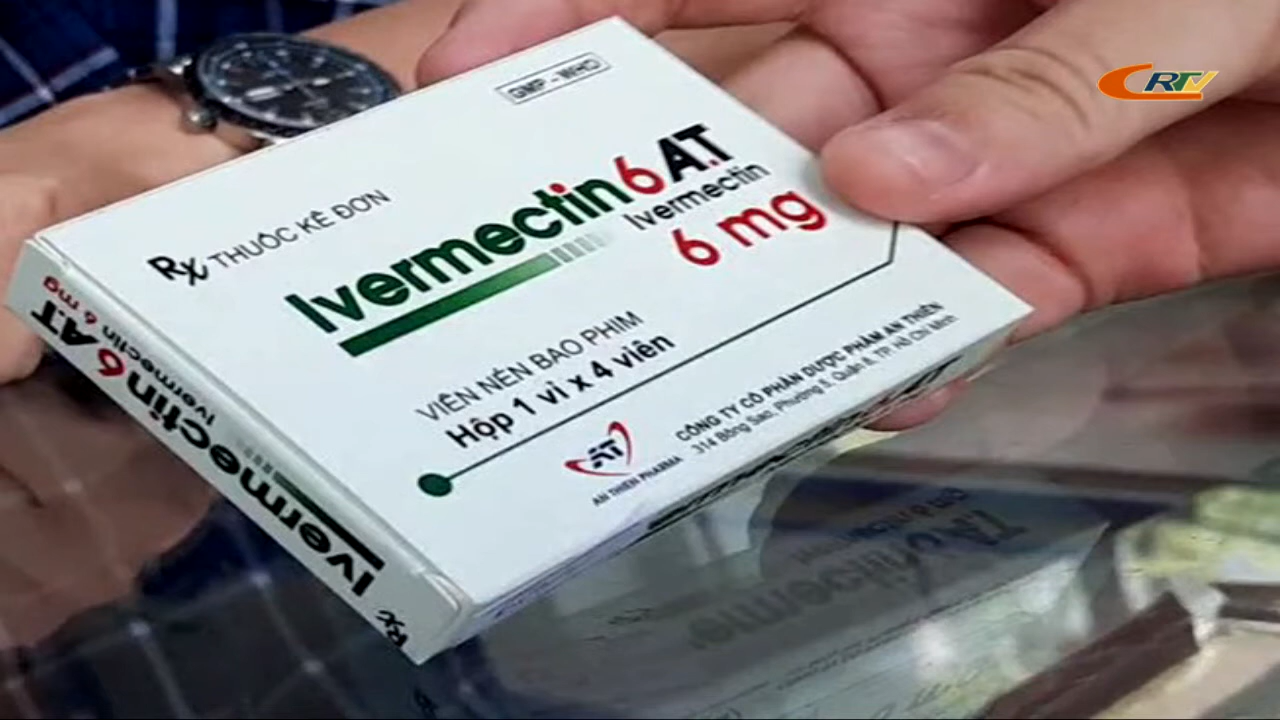 CRTV
GMP - WHO
Rx THUỐC KÊ ĐƠN
Ivermectin 6 A.T
Ivermectin
6 mg
VIÊN NÉN BAO PHIM
Hộp 1 vỉ x 4 viên
AT
AN THIEN PHARMA
CÔNG TY CỔ PHẦN DƯỢC PHẨM AN THIÊN
314 Bông Sao, Phường 5, Quận 8, TP. Hồ Chí Minh
Rx Ivermectin 6 A.T
Ivermectin 6 mg